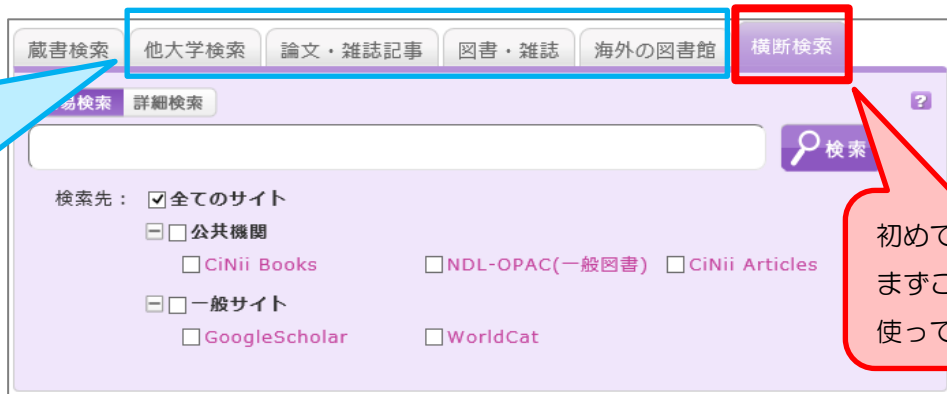 蔵書検索 他大学検索 論文・雑誌記事 図書・雑誌 海外の図書館 横断検索
易検索 詳細検索 ?
検索
検索先： 全てのサイト
公共機関
CiNii Books NDL-OPAC(一般図書) CiNii Articles
一般サイト
GoogleScholar WorldCat
初めて
まずこ
使って